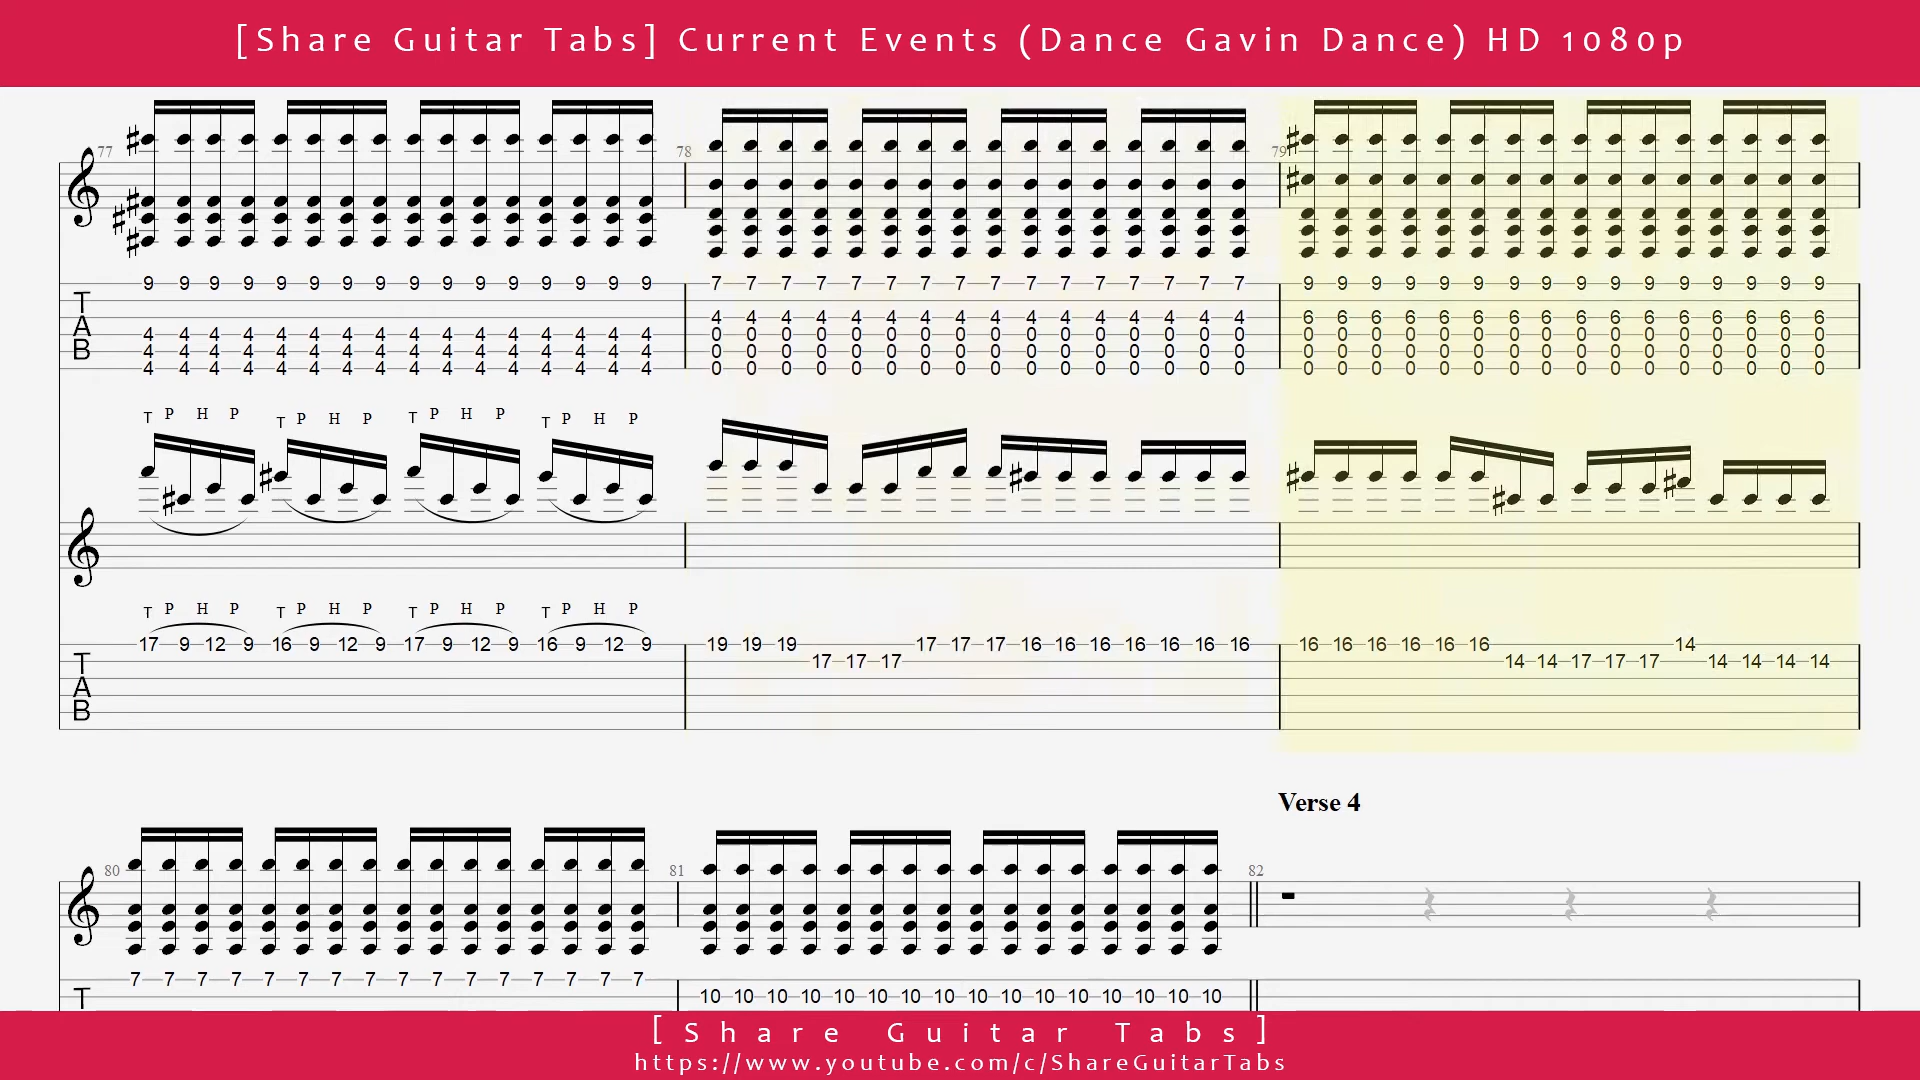 [Share Guitar Tabs] Current Events (Dance Gavin Dance) HD 1080p
77 78 79
9 9 9 9 9 9 9 9 9 9 9 9 9 9 9 9 7 7 7 7 7 7 7 7 7 7 7 7 7 7 7 7 9 9 9 9 9 9 9 9 9 9 9 9 9 9 9 9
T 4 4 4 4 4 4 4 4 4 4 4 4 4 4 4 4 6 6 6 6 6 6 6 6 6 6 6 6 6 6 6 6
A 4 4 4 4 4 4 4 4 4 4 4 4 4 4 4 4 0 0 0 0 0 0 0 0 0 0 0 0 0 0 0 0 0 0 0 0 0 0 0 0 0 0 0 0 0 0 0 0
B 4 4 4 4 4 4 4 4 4 4 4 4 4 4 4 4 0 0 0 0 0 0 0 0 0 0 0 0 0 0 0 0 0 0 0 0 0 0 0 0 0 0 0 0 0 0 0 0
4 4 4 4 4 4 4 4 4 4 4 4 4 4 4 4 0 0 0 0 0 0 0 0 0 0 0 0 0 0 0 0 0 0 0 0 0 0 0 0 0 0 0 0 0 0 0 0
T P H P T P H P T P H P T P H P
T P H P T P H P T P H P T P H P
17 9 12 9 16 9 12 9 17 9 12 9 16 9 12 9 19 19 19 17 17 17 16 16 16 16 16 16 16 16 16 16 16 16 16 14
T 17 17 17 14 14 17 17 17 14 14 14 14
A
B
Verse 4
80 81 82
7 7 7 7 7 7 7 7 7 7 7 7 7 7 7 7
T 10 10 10 10 10 10 10 10 10 10 10 10 10 10 10 10
[Share Guitar Tabs]
https://www.youtube.com/c/ShareGuitarTabs